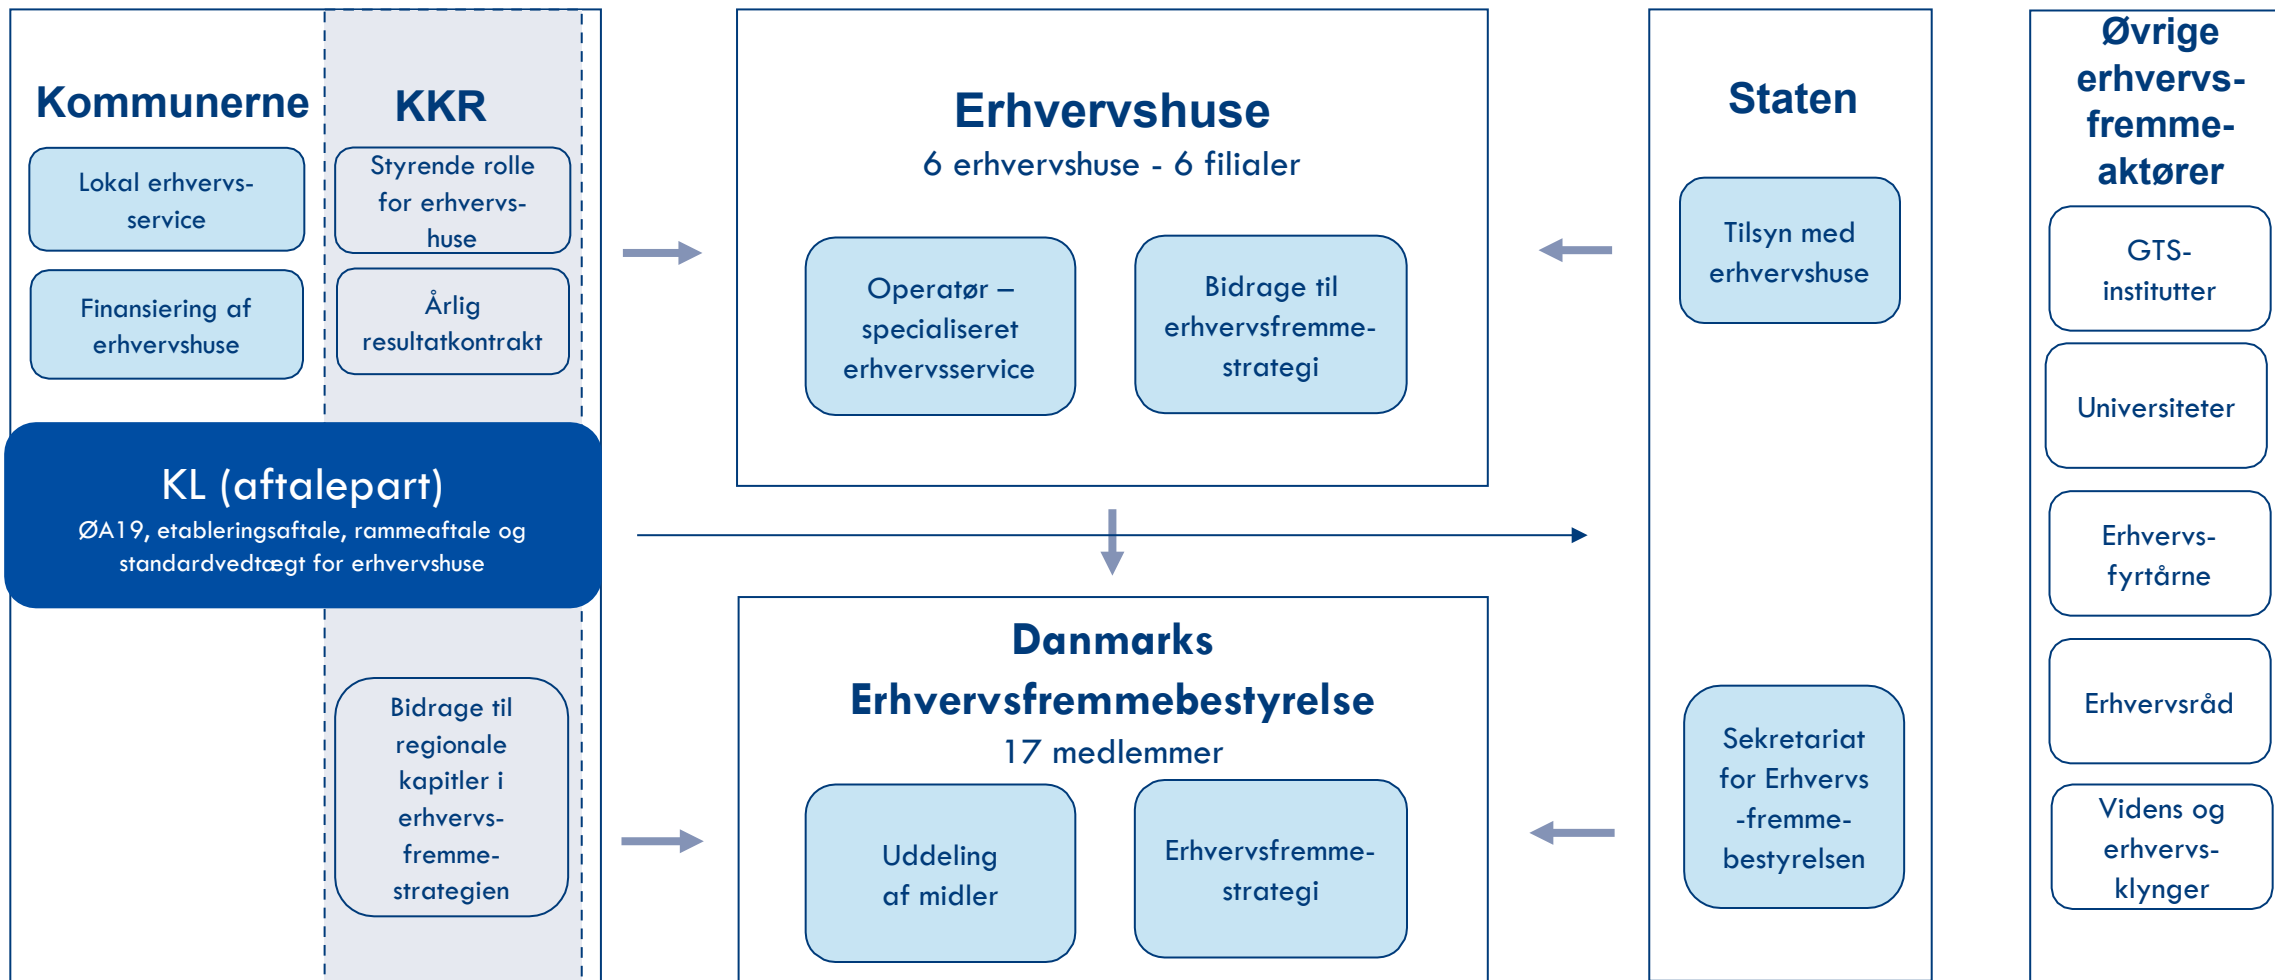 Kommunerne
Lokal erhvervs-
service
Finansiering af
erhvervshuse
KKR
Styrende rolle
for erhvervs-
huse
Årlig
resultatkontrakt
KL (aftalepart)
ØA19, etableringsaftale, rammeaftale og
standardvedtægt for erhvervshuse
Bidrage til
regionale
kapitler i
erhvervs-
fremme-
strategien
Erhvervshuse
6 erhvervshuse - 6 filialer
Operatør –
specialiseret
erhvervsservice
Bidrage til
erhvervsfremme-
strategi
Danmarks
Erhvervsfremmebestyrelse
17 medlemmer
Uddeling
af midler
Erhvervsfremme-
strategi
Staten
Tilsyn med
erhvervshuse
Sekretariat
for Erhvervs
-fremme-
bestyrelsen
Øvrige
erhvervs-
fremme-
aktører
GTS-
institutter
Universiteter
Erhvervs-
fyrtårne
Erhvervsråd
Videns og
erhvervs-
klynger